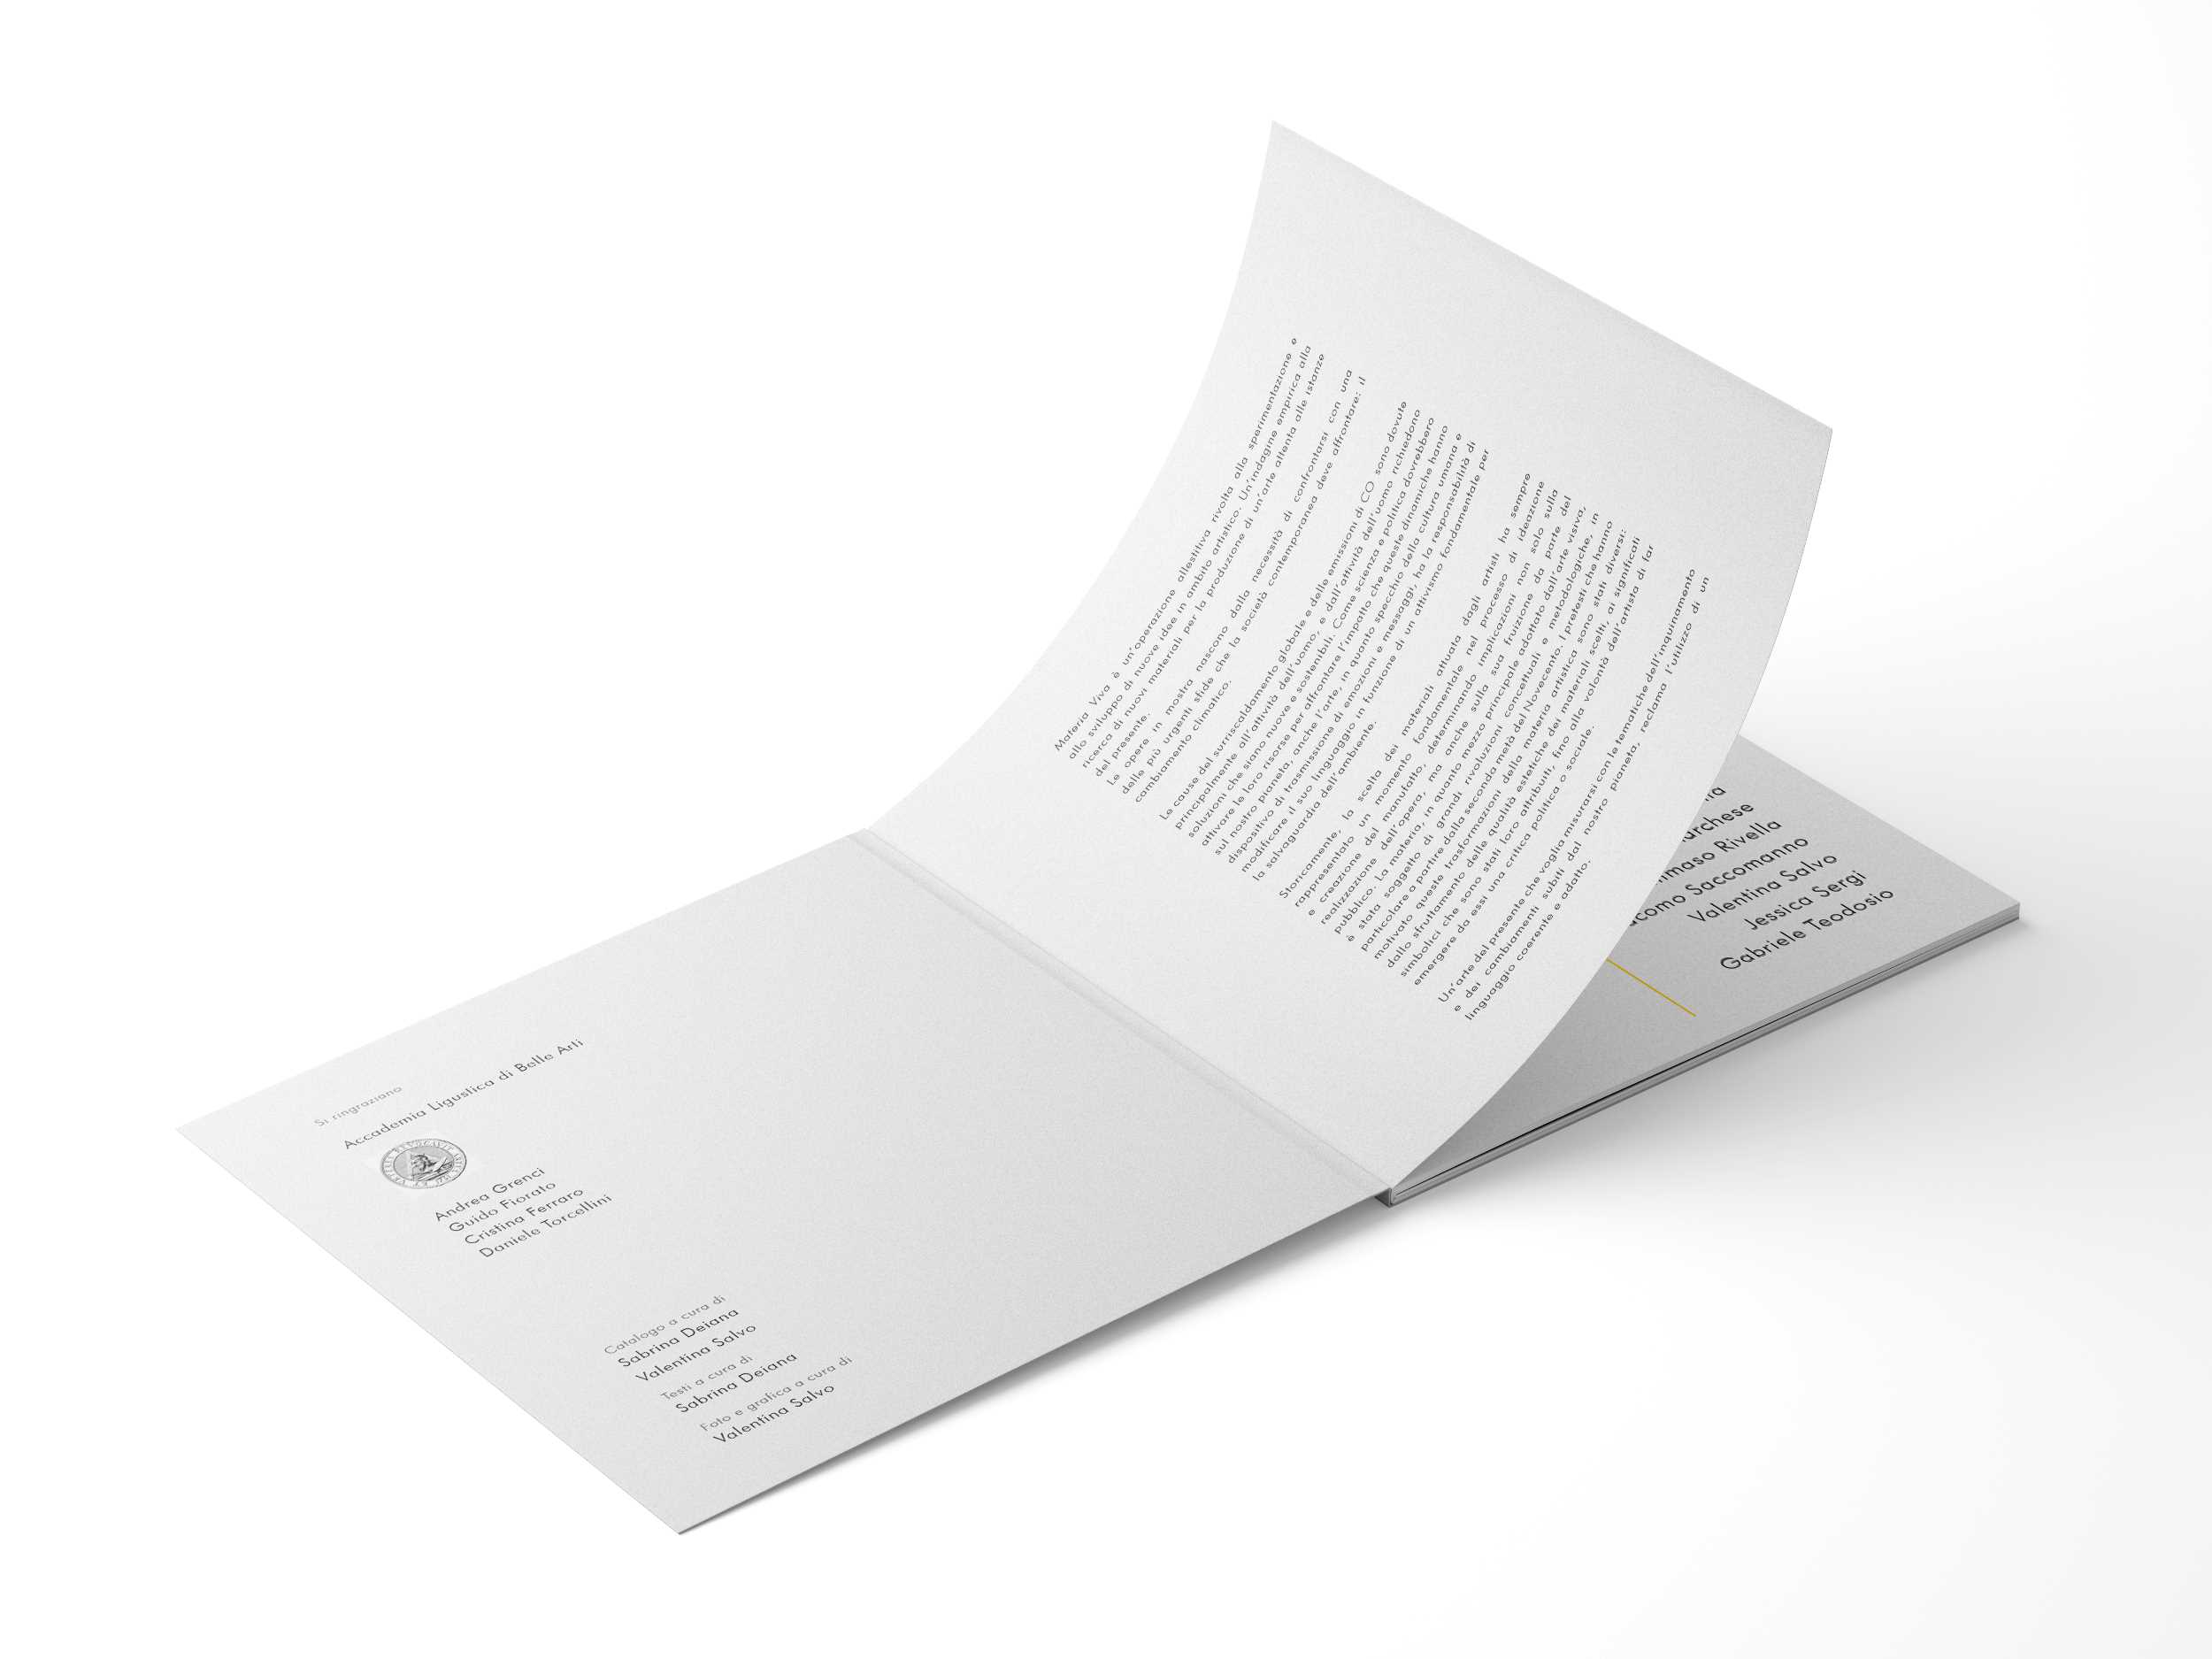 Si ringraziano
Accademia Ligustica di Belle Arti
Andrea Grenci
Guido Fiorato
Cristina Ferraro
Daniele Torcellini
Catalogo a cura di
Sabrina Deiana
Valentina Salvo
Testi a cura di
Sabrina Deiana
Foto e grafica a cura di
Valentina Salvo
Materia Viva è un'operazione allestitiva rivolta alla sperimentazione e
allo sviluppo di nuove idee in ambito artistico. Un'indagine empirica alla
ricerca di nuovi materiali per la produzione di un'arte attenta alle istanze
del presente.
Le opere in mostra nascono dalla necessità di confrontarsi con una
delle più urgenti sfide che la società contemporanea deve affrontare: il
cambiamento climatico.
Le cause del surriscaldamento globale e delle emissioni di CO sono dovute
principalmente all'attività dell'uomo, e dall'attività dell'uomo richiedono
soluzioni che siano nuove e sostenibili. Come scienza e politica dovrebbero
attivare le loro risorse per affrontare l'impatto che queste dinamiche hanno
sul nostro pianeta, anche l'arte, in quanto specchio della cultura umana e
dispositivo di trasmissione di emozioni e messaggi, ha la responsabilità di
modificare il suo linguaggio in funzione di un attivismo fondamentale per
la salvaguardia dell'ambiente.
Storicamente, la scelta dei materiali attuata dagli artisti ha sempre
rappresentato un momento fondamentale nel processo di ideazione
e creazione del manufatto, determinando implicazioni non solo sulla
realizzazione dell'opera, ma anche sulla sua fruizione da parte del
pubblico. La materia, in quanto mezzo principale adottato dall'arte visiva,
è stata soggetto di grandi rivoluzioni concettuali e metodologiche, in
particolare a partire dalla seconda metà del Novecento. I pretesti che hanno
motivato queste trasformazioni della materia artistica sono stati diversi:
dallo sfruttamento delle qualità estetiche dei materiali scelti, ai significati
simbolici che sono stati loro attribuiti, fino alla volontà dell'artista di far
emergere da essi una critica politica o sociale.
Un'arte del presente che voglia misurarsi con le tematiche dell'inquinamento
e dei cambiamenti subiti dal nostro pianeta, reclama l'utilizzo di un
linguaggio coerente e adatto.
Rivella
Saccomanno
Valentina Salvo
Jessica Sergi
Gabriele Teodosio